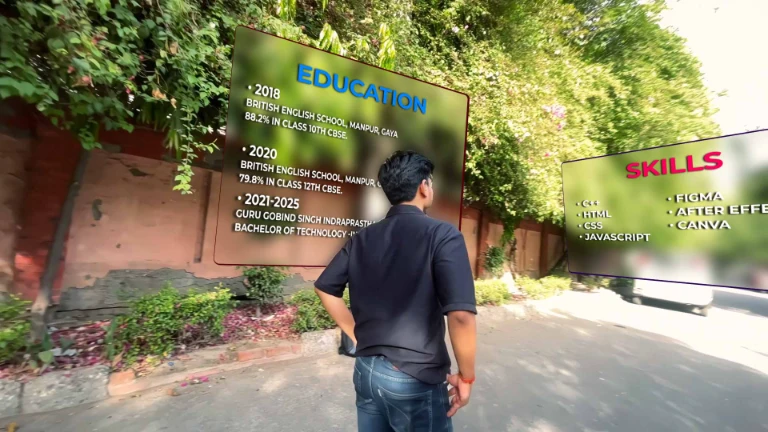 EDUCATION
• 2018
BRITISH ENGLISH SCHOOL, MANPUR, GAYA
88.2% IN CLASS 10TH CBSE.
• 2020
BRITISH ENGLISH SCHOOL, MANPUR,
79.8% IN CLASS 12TH CBSE.
• 2021-2025
GURU GOBIND SINGH
BACHELOR OF TECHNOLOGY
SKILLS
• C++
• HTML
• CSS
• JAVASCRIPT
• FIGMA
• AFTER
• CANVA